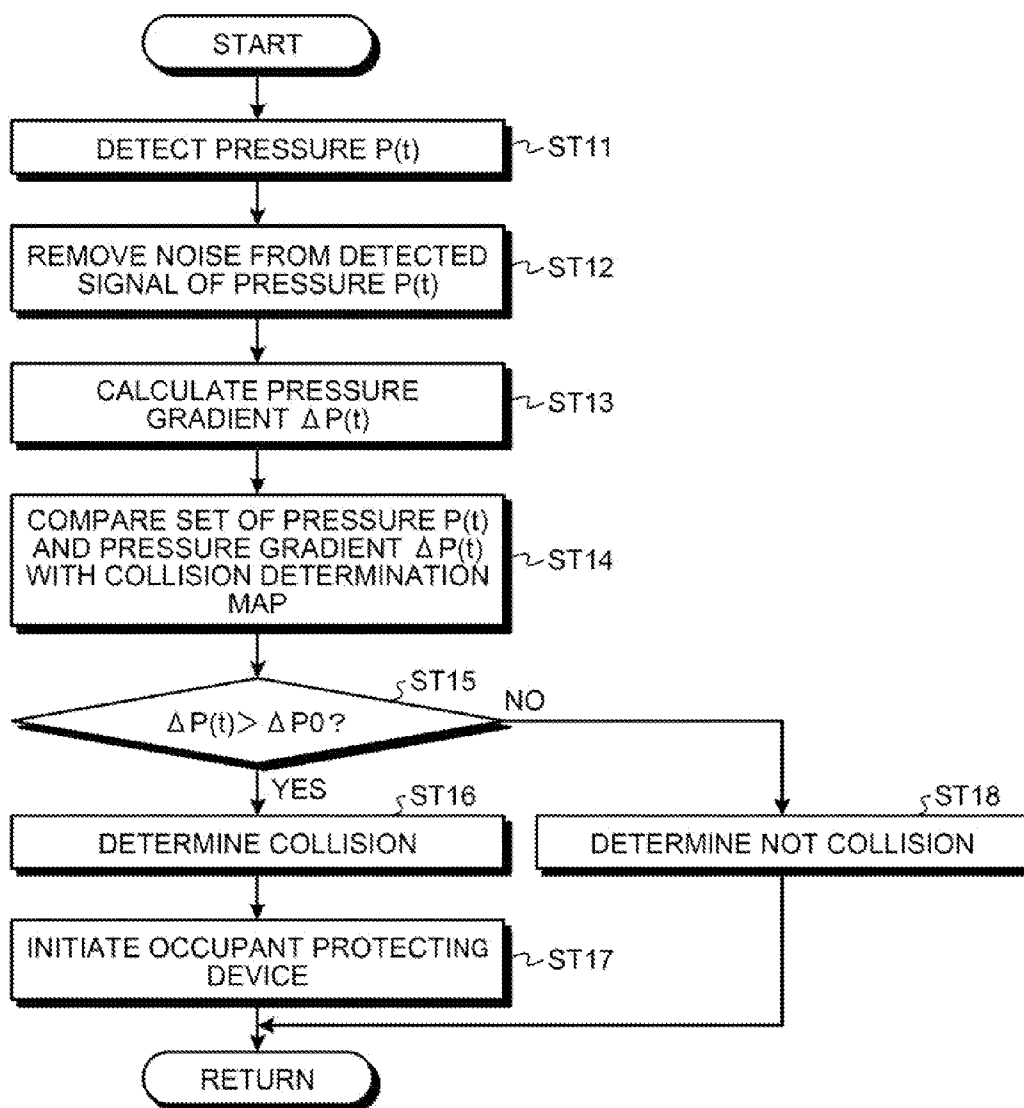 START
DETECT PRESSURE P(t)
ST11
REMOVE NOISE FROM DETECTED
SIGNAL OF PRESSURE P(t)
ST12
CALCULATE PRESSURE
GRADIENT ΔP(t)
ST13
COMPARE SET OF PRESSURE P(t)
AND PRESSURE GRADIENT ΔP(t)
WITH COLLISION DETERMINATION
MAP
ST14
ST15
ΔP(t)> ΔP0?
NO
YES
ST16
DETERMINE COLLISION
ST18
DETERMINE NOT COLLISION
INITIATE OCCUPANT PROTECTING
DEVICE
ST17
RETURN